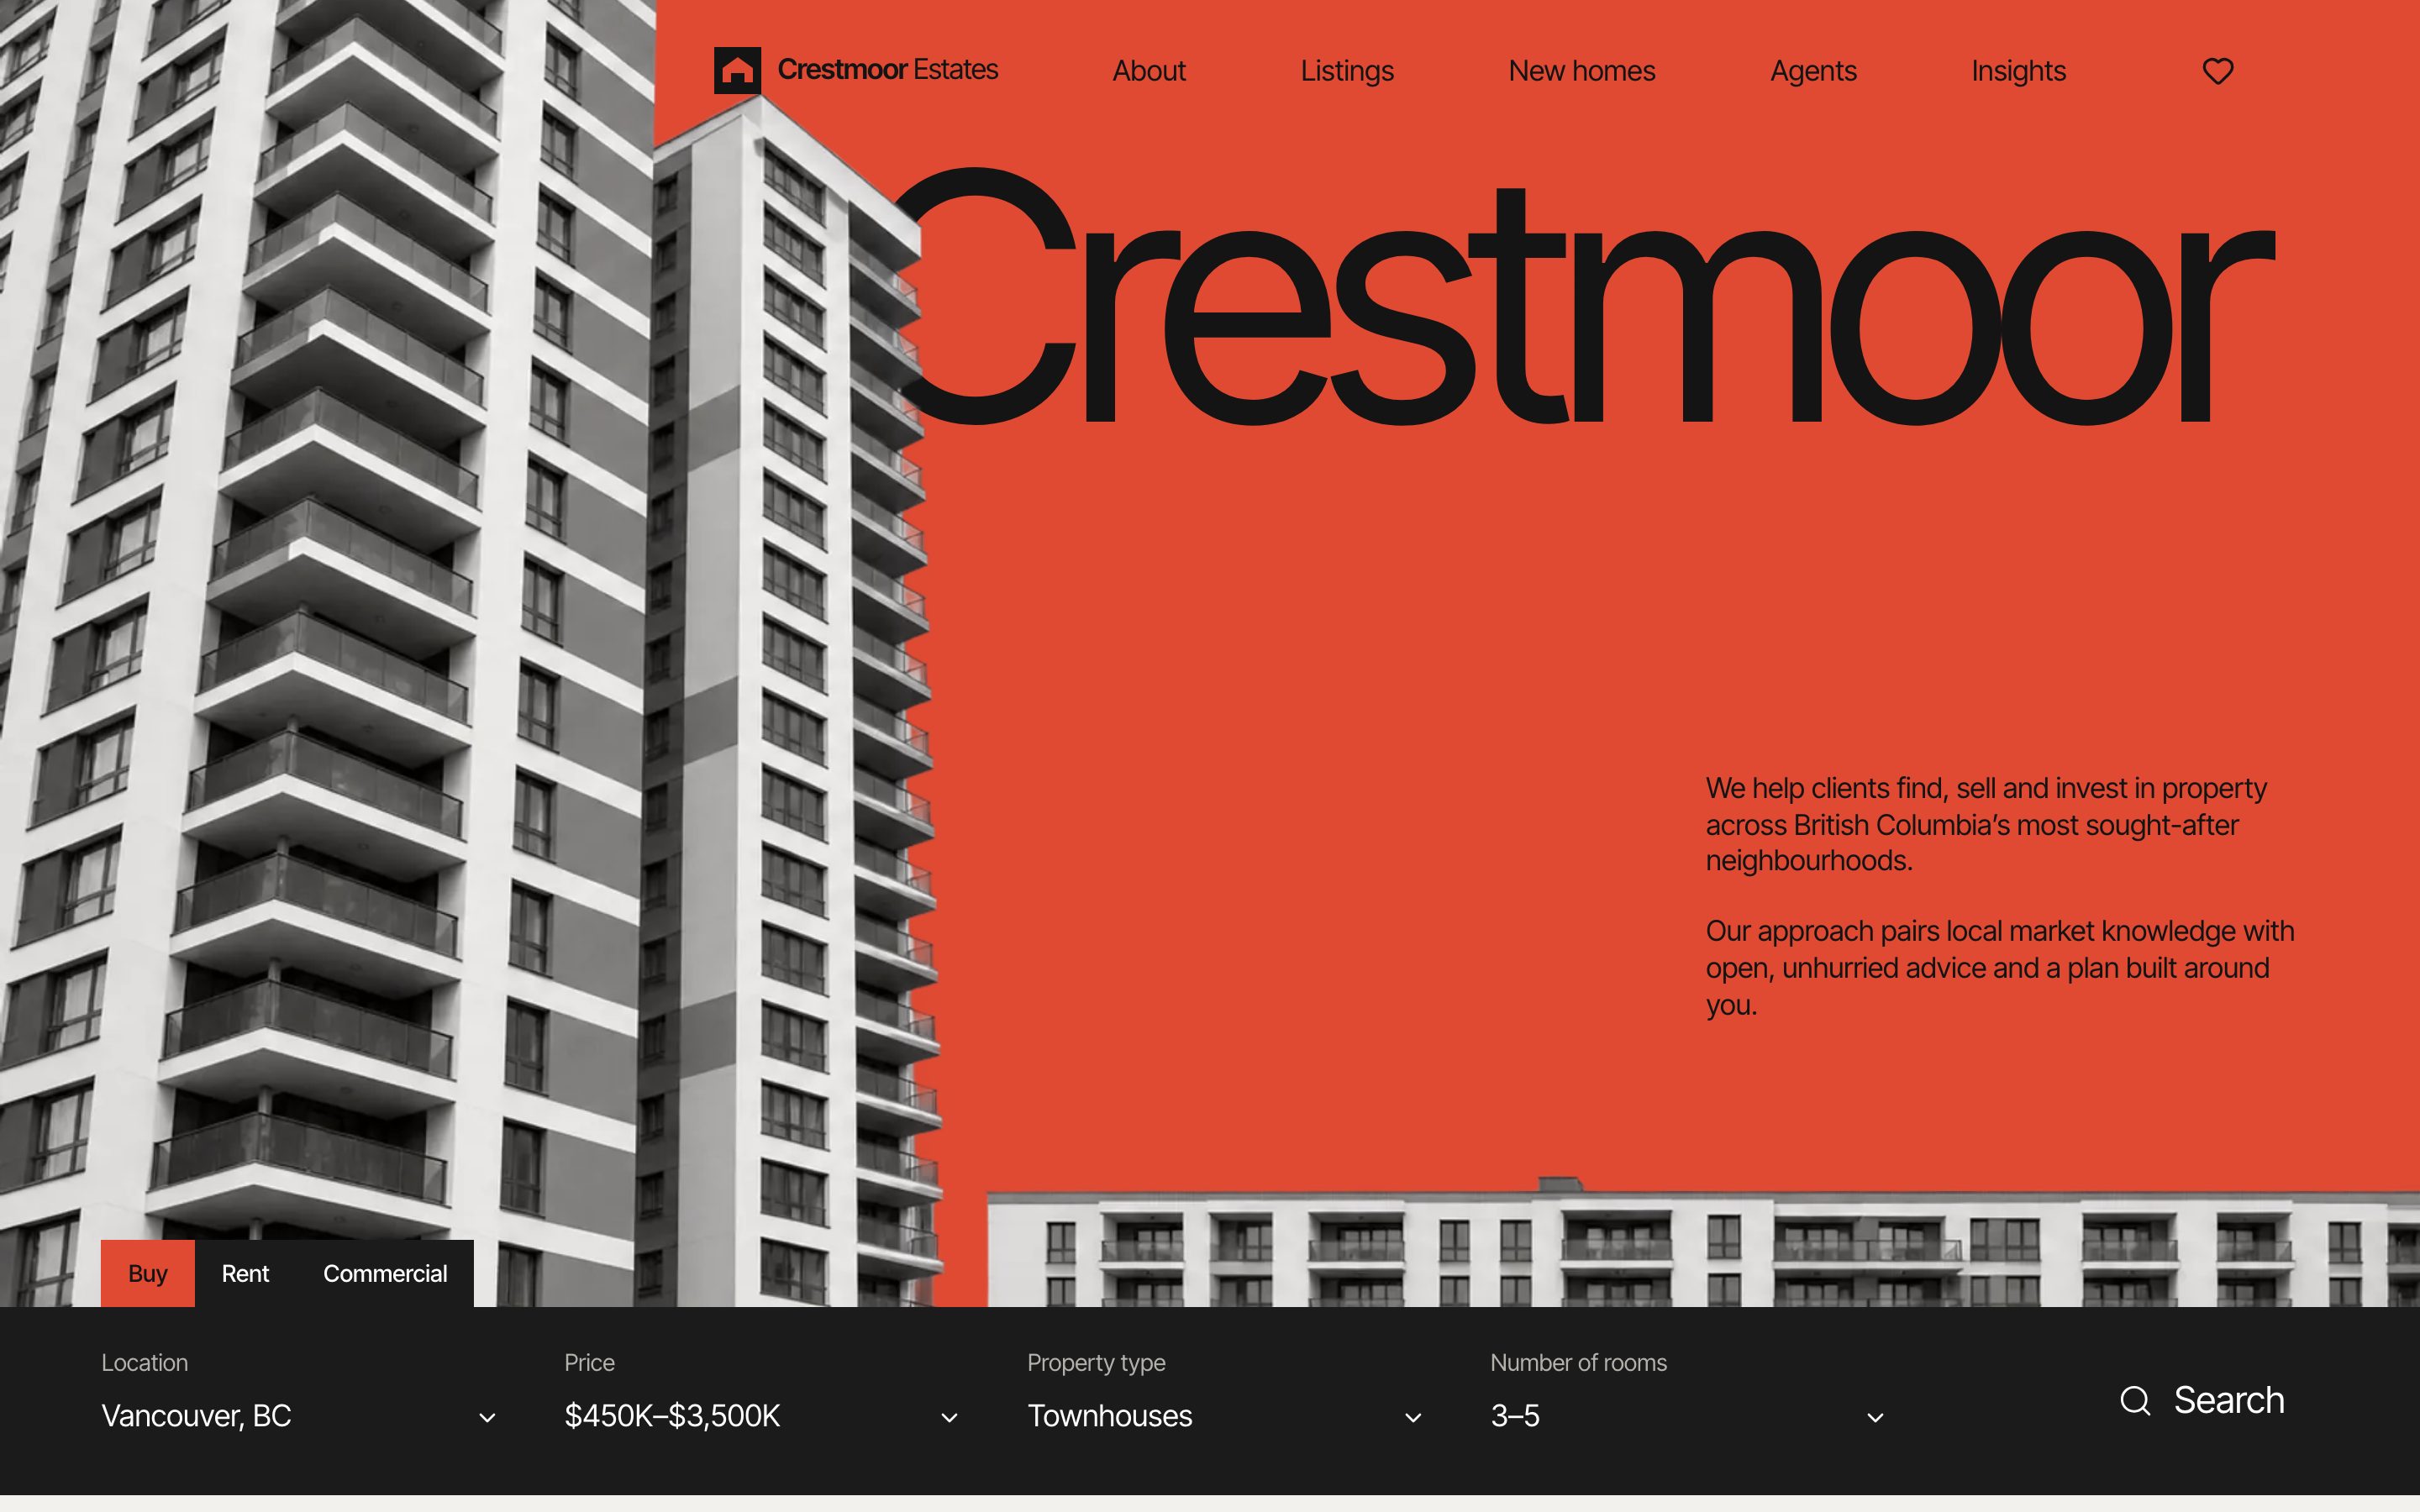 Crestmoor Estates
About
Listings
New homes
Agents
Insights
Crestmoor
We help clients find, sell and invest in property
across British Columbia’s most sought-after
neighbourhoods.
Our approach pairs local market knowledge with
open, unhurried advice and a plan built around
you.
Buy
Rent
Commercial
Location
Vancouver, BC
Price
$450K–$3,500K
Property type
Townhouses
Number of rooms
3–5
Search